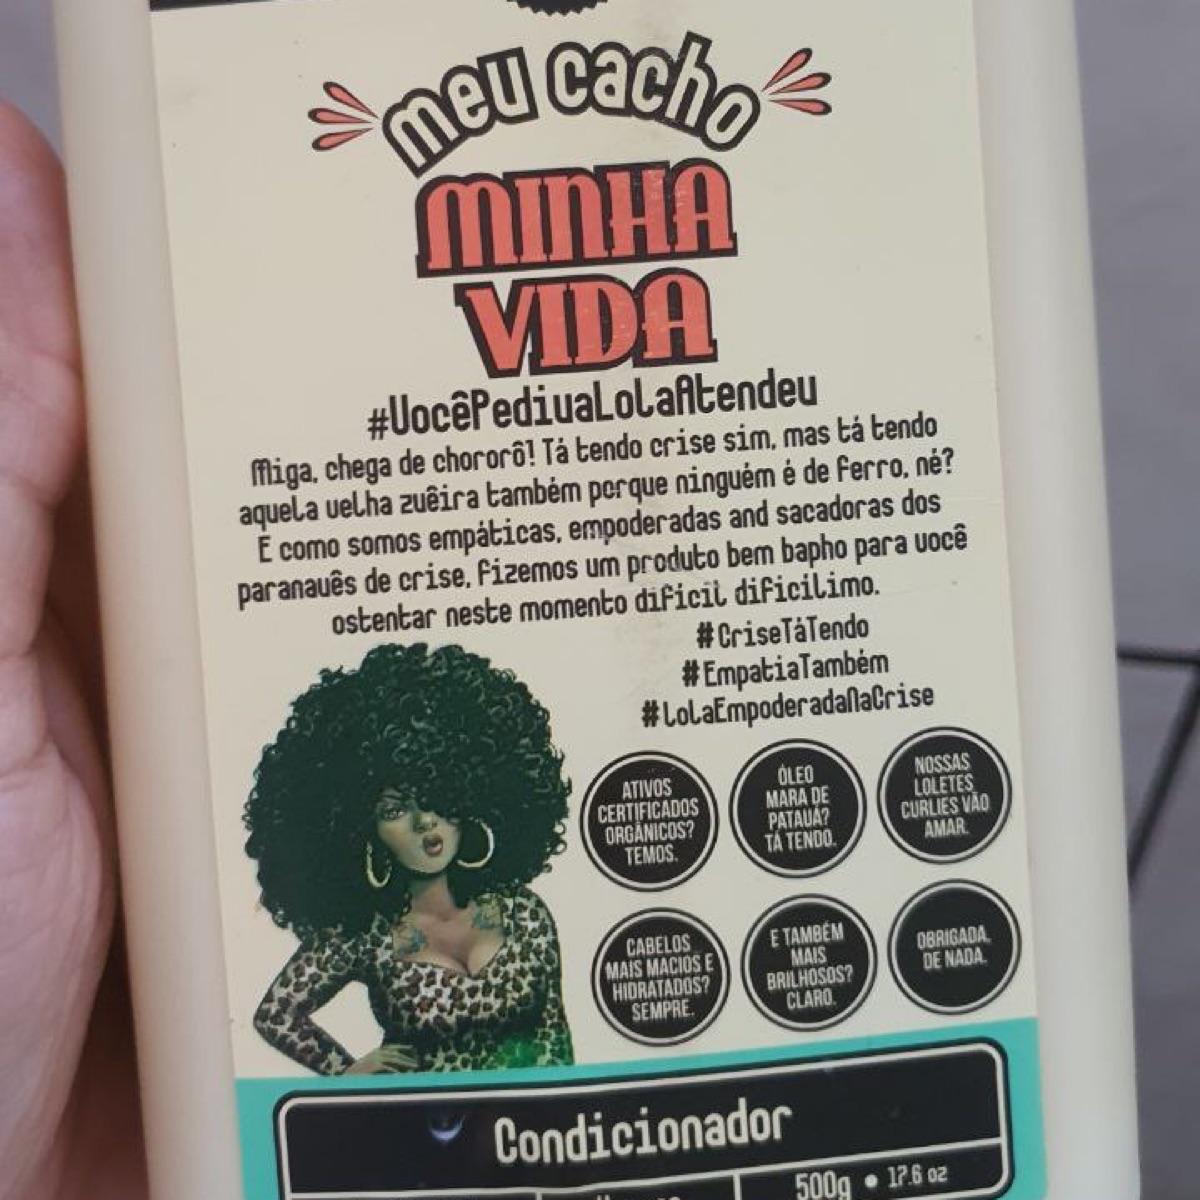 meu cacho
MINHA
VIDA
#VocêPediuaLolaAtendeu
Miga, chega de chororô! Tá tendo crise sim, mas tá tendo
aquela velha zuêira também porque ninguém é de ferro, né?
E como somos empáticas, empoderadas and sacadoras dos
paranauês de crise, fizemos um produto bem bapho para você
ostentar neste momento difícil dificílimo.
#CriseTáTendo
#EmpatiaTambém
#LolaEmpoderadaNaCrise
ATIVOS
CERTIFICADOS
ORGÂNICOS?
TEMOS.
ÓLEO
MARA DE
PATAUÁ?
TÁ TENDO.
NOSSAS
LOLETES
CURLIES VÃO
AMAR.
CABELOS
MAIS MACIOS E
HIDRATADOS?
SEMPRE.
E TAMBÉM
MAIS
BRILHOSOS?
CLARO.
OBRIGADA,
DE NADA.
Condicionador
500g • 17.6 oz